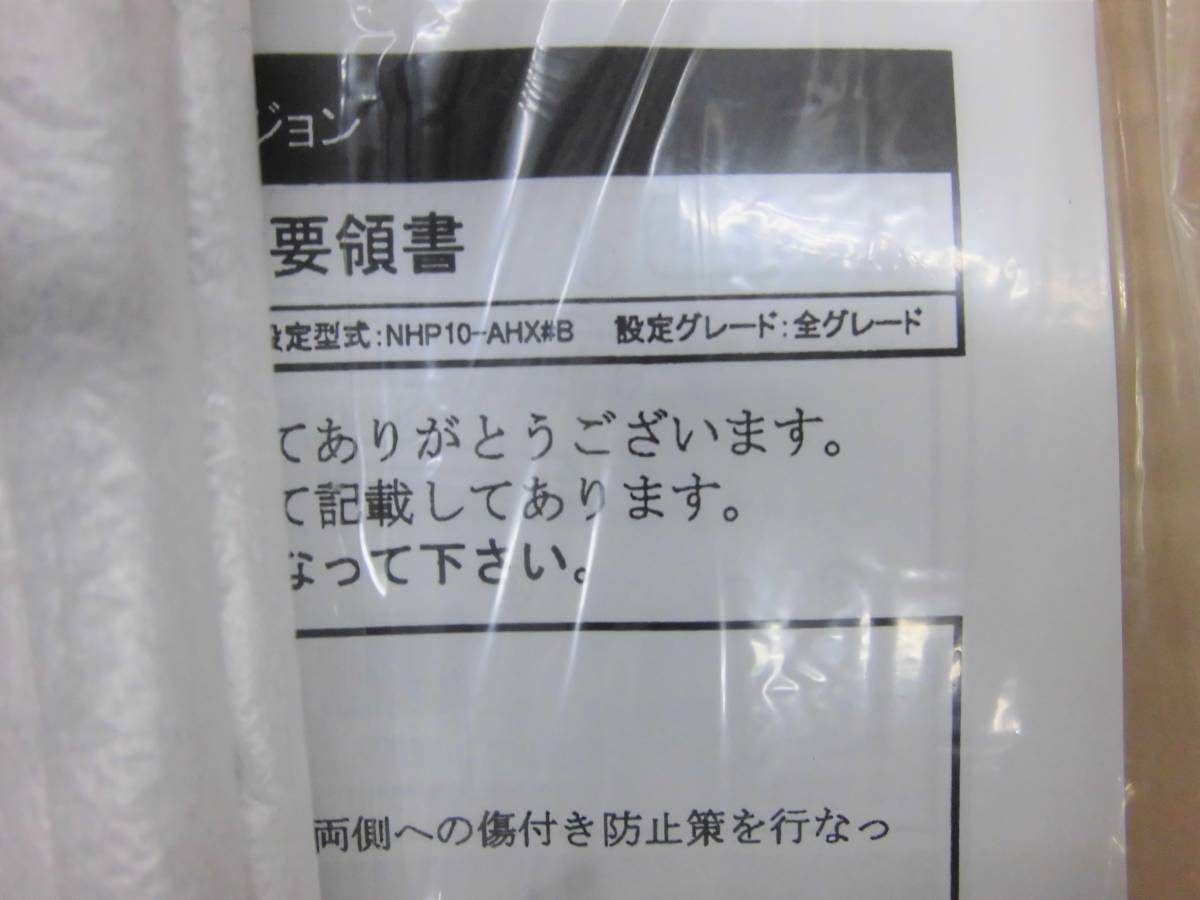 ジョン
要領書
設定型式:NHP10-AHX#B 設定グレード:全グレード
てありがとうございます。
て記載してあります。
なって下さい。
両側への傷付き防止策を行なっ